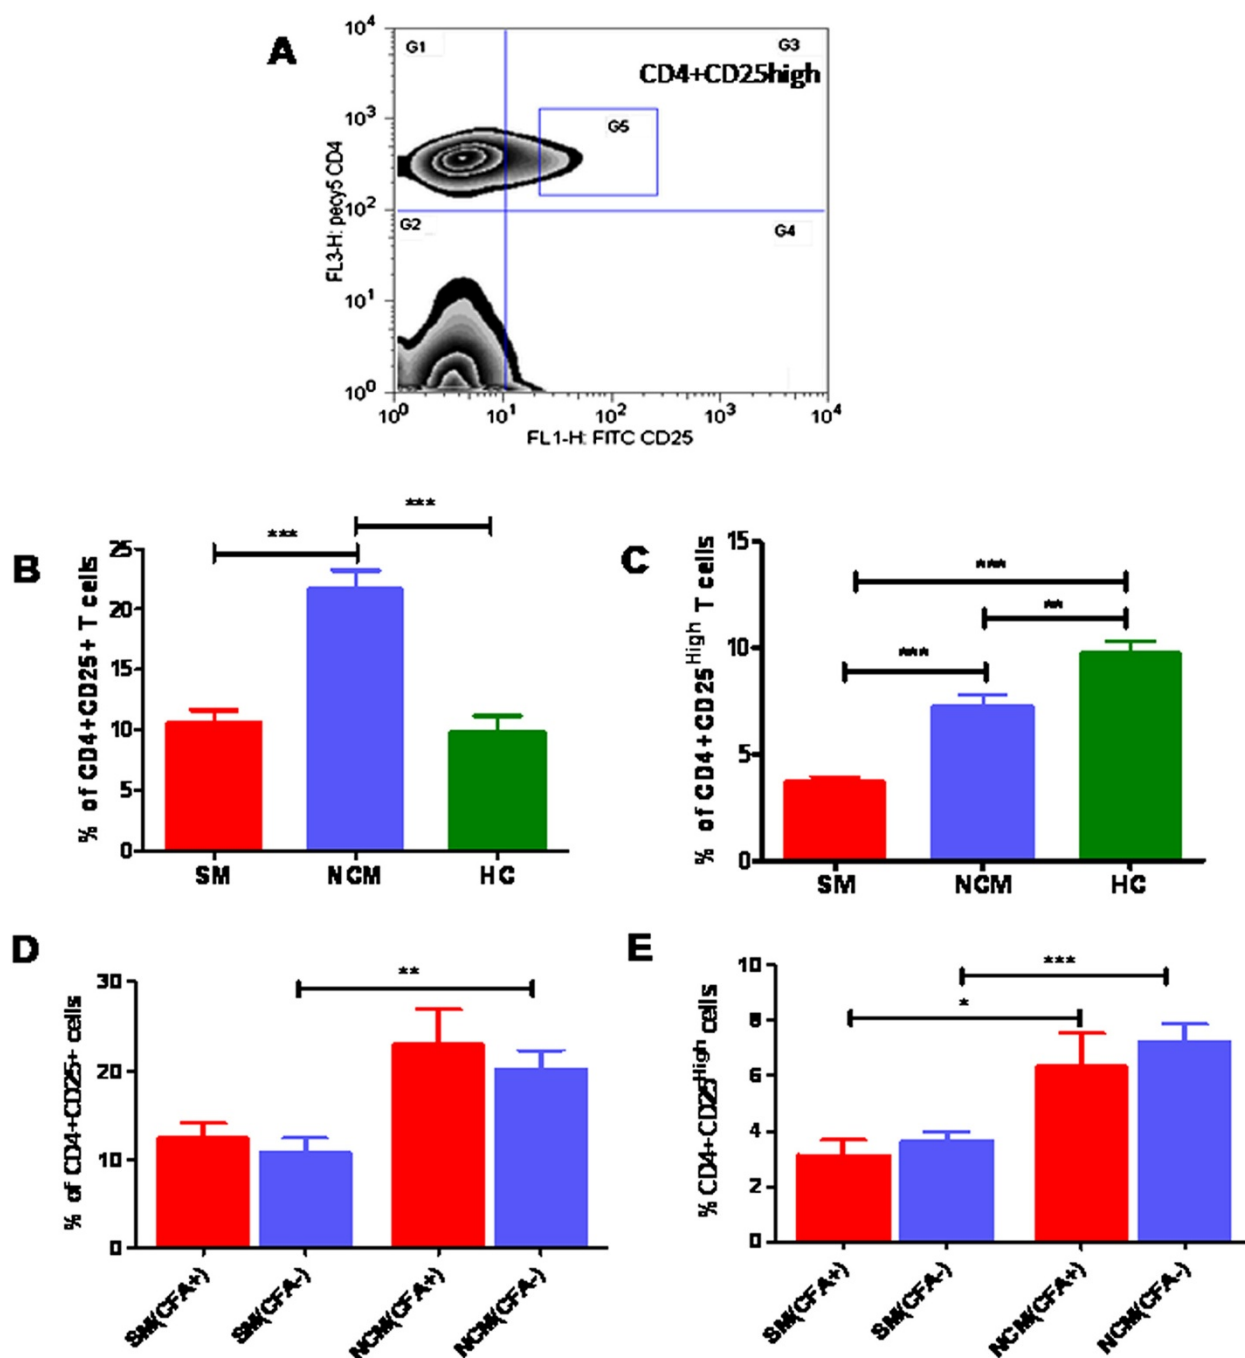 A
10⁴
G1
G3
CD4+CD25high
10³
G5
FL3-H: pecy5 CD4
10²
G2
G4
10¹
10⁰
10⁰ 10¹ 10² 10³ 10⁴
FL1-H: FITC CD25
B
% of CD4+CD25+ T cells
***
***
25
20
15
10
5
0
SM NCM HC
C
% of CD4+CD25High T cells
***
**
***
15
10
5
0
SM NCM HC
D
% of CD4+CD25+ cells
**
30
20
10
0
SM(CFA+)
SM(CFA-)
NCM(CFA+)
NCM(CFA-)
E
% CD4+CD25High cells
***
*
10
8
6
4
2
0
SM(CFA+)
SM(CFA-)
NCM(CFA+)
NCM(CFA-)